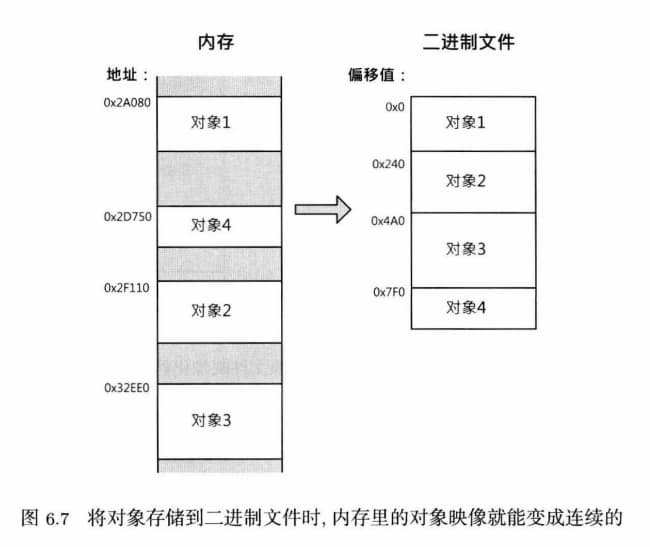 内存
地址：
0x2A080
对象1
0x2D750
对象4
0x2F110
对象2
0x32EE0
对象3
二进制文件
偏移值：
0x0
对象1
0x240
对象2
0x4A0
对象3
0x7F0
对象4
图 6.7 将对象存储到二进制文件时, 内存里的对象映像就能变成连续的